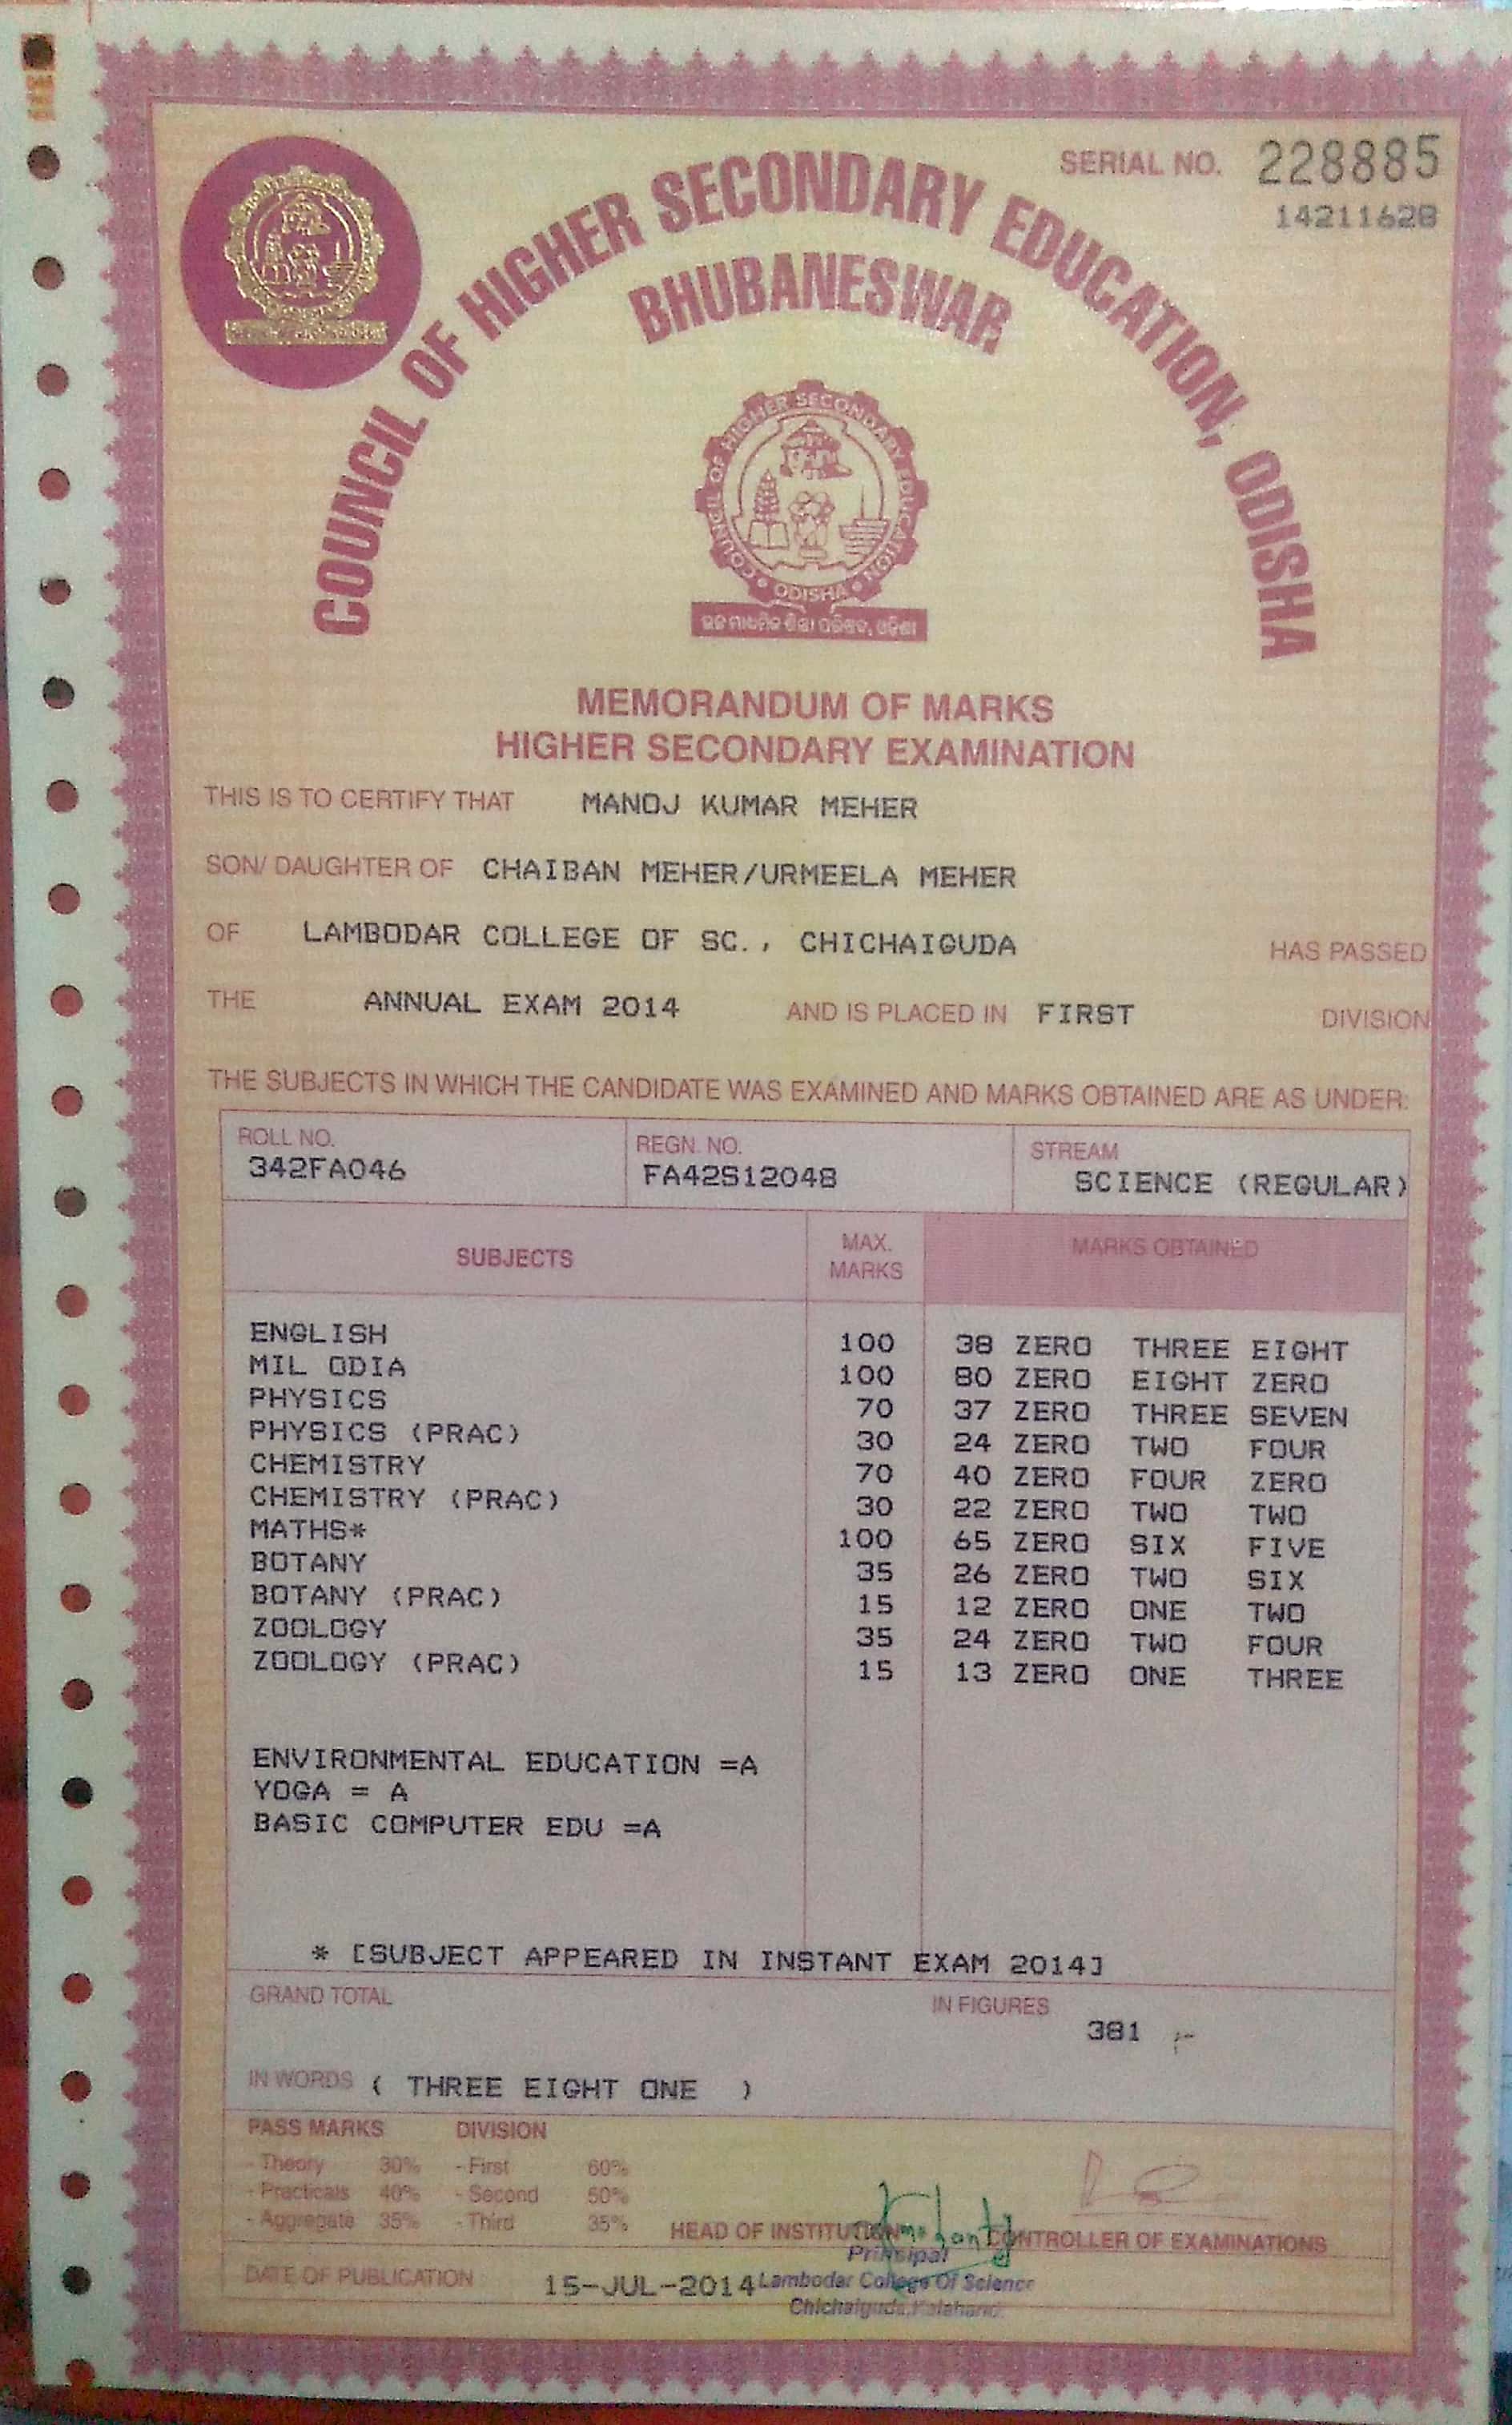 SERIAL NO. 228885
14211628
COUNCIL OF HIGHER SECONDARY EDUCATION, ODISHA
BHUBANESWAR
COUNCIL OF HIGHER SECONDARY EDUCATION
ODISHA
MEMORANDUM OF MARKS
HIGHER SECONDARY EXAMINATION
THIS IS TO CERTIFY THAT MANOJ KUMAR MEHER
SON/ DAUGHTER OF CHAIBAN MEHER/URMEELA MEHER
OF LAMBODAR COLLEGE OF SC., CHICHAIGUDA HAS PASSED
THE ANNUAL EXAM 2014 AND IS PLACED IN FIRST DIVISION
THE SUBJECTS IN WHICH THE CANDIDATE WAS EXAMINED AND MARKS OBTAINED ARE AS UNDER:
ROLL NO. REGN. NO. STREAM
342FA046 FA42S12048 SCIENCE (REGULAR)
SUBJECTS MAX. MARKS MARKS OBTAINED
ENGLISH 100 38 ZERO THREE EIGHT
MIL ODIA 100 80 ZERO EIGHT ZERO
PHYSICS 70 37 ZERO THREE SEVEN
PHYSICS (PRAC) 30 24 ZERO TWO FOUR
CHEMISTRY 70 40 ZERO FOUR ZERO
CHEMISTRY (PRAC) 30 22 ZERO TWO TWO
MATHS* 100 65 ZERO SIX FIVE
BOTANY 35 26 ZERO TWO SIX
BOTANY (PRAC) 15 12 ZERO ONE TWO
ZOOLOGY 35 24 ZERO TWO FOUR
ZOOLOGY (PRAC) 15 13 ZERO ONE THREE
ENVIRONMENTAL EDUCATION =A
YOGA = A
BASIC COMPUTER EDU =A
* [SUBJECT APPEARED IN INSTANT EXAM 2014]
GRAND TOTAL IN FIGURES
381
IN WORDS ( THREE EIGHT ONE )
PASS MARKS DIVISION
- Theory 30% - First 60%
- Practicals 40% - Second 50%
- Aggregate 35% - Third 35%
HEAD OF INSTITUTION CONTROLLER OF EXAMINATIONS
Principal
DATE OF PUBLICATION 15-JUL-2014 Lambodar College Of Science
Chichaiguda, Kalahandi